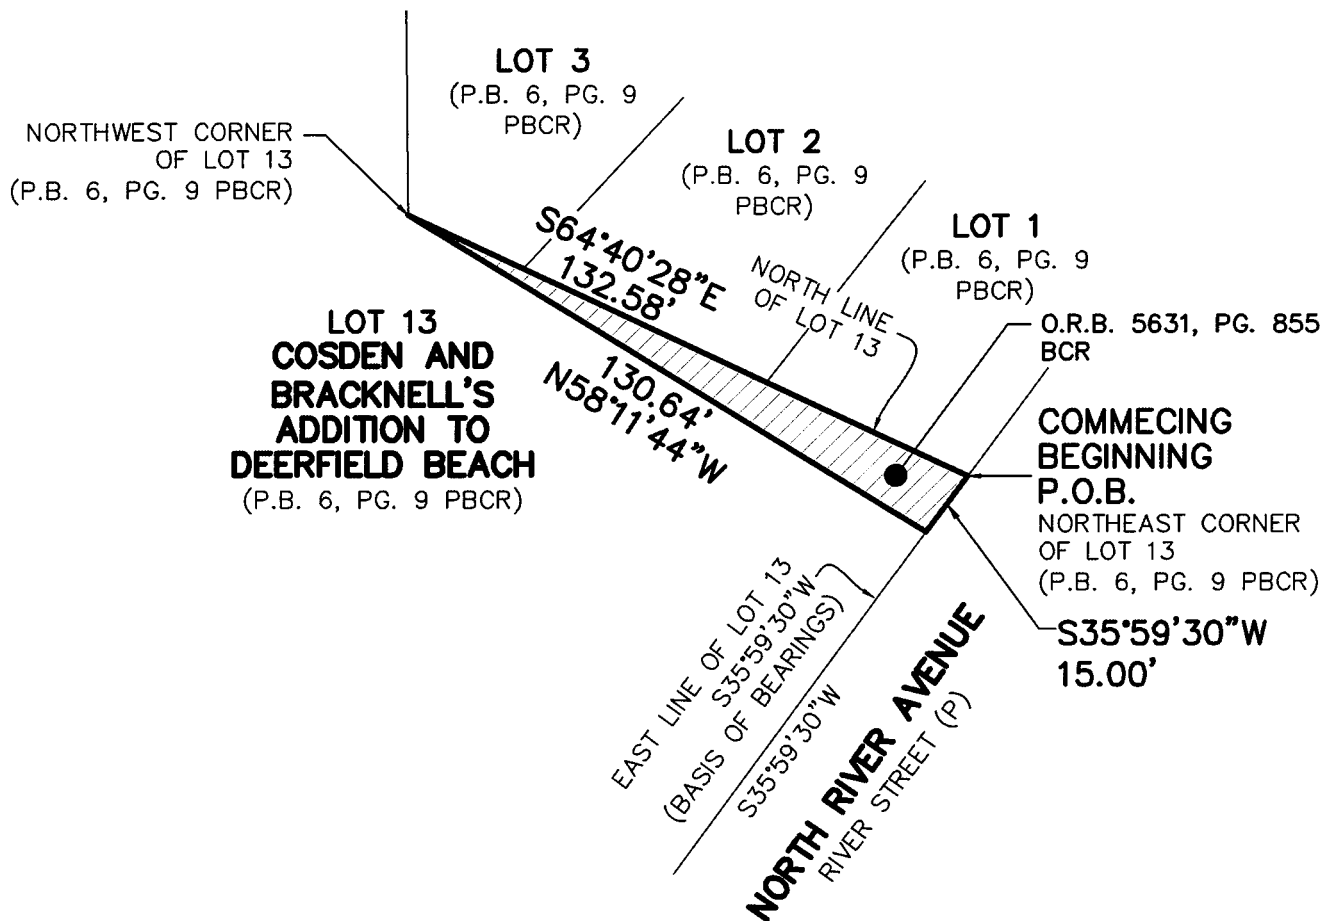 LOT 3
(P.B. 6, PG. 9
PBCR)
NORTHWEST CORNER
OF LOT 13
(P.B. 6, PG. 9 PBCR)
LOT 2
(P.B. 6, PG. 9
PBCR)
LOT 1
(P.B. 6, PG. 9
PBCR)
S64°40'28"E
132.58'
NORTH LINE
OF LOT 13
O.R.B. 5631, PG. 855
BCR
LOT 13
COSDEN AND
BRACKNELL'S
ADDITION TO
DEERFIELD BEACH
(P.B. 6, PG. 9 PBCR)
130.64'
N58°11'44"W
COMMECING
BEGINNING
P.O.B.
NORTHEAST CORNER
OF LOT 13
(P.B. 6, PG. 9 PBCR)
S35°59'30"W
15.00'
EAST LINE OF LOT 13
S35°59'30"W
(BASIS OF BEARINGS)
S35°59'30"W
NORTH RIVER AVENUE
RIVER STREET (P)